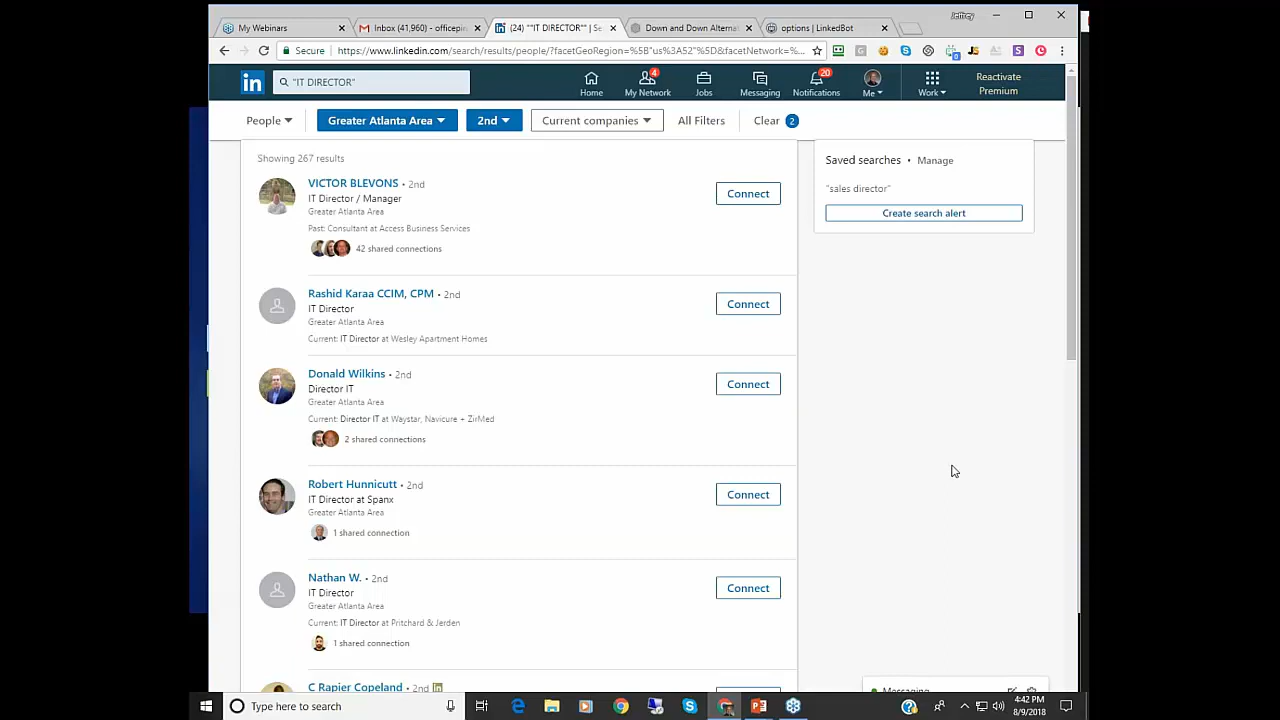 Jeffrey
My Webinars
Inbox (41,960) - officepin
(24) ""IT DIRECTOR"" | Se
Down and Down Alternat
options | LinkedBot
Secure
https://www.linkedin.com/search/results/people/?facetGeoRegion=%5B"us%3A52"%5D&facetNetwork=%...
in
"IT DIRECTOR"
Home
4
My Network
Jobs
Messaging
20
Notifications
Me
Work
Reactivate
Premium
People
Greater Atlanta Area
2nd
Current companies
All Filters
Clear 2
Showing 267 results
VICTOR BLEVONS • 2nd
IT Director / Manager
Greater Atlanta Area
Past: Consultant at Access Business Services
42 shared connections
Connect
Rashid Karaa CCIM, CPM • 2nd
IT Director
Greater Atlanta Area
Current: IT Director at Wesley Apartment Homes
Connect
Donald Wilkins • 2nd
Director IT
Greater Atlanta Area
Current: Director IT at Waystar, Navicure + ZirMed
2 shared connections
Connect
Robert Hunnicutt • 2nd
IT Director at Spanx
Greater Atlanta Area
1 shared connection
Connect
Nathan W. • 2nd
IT Director
Greater Atlanta Area
Current: IT Director at Pritchard & Jerden
1 shared connection
Connect
C Rapier Copeland • 2nd in
Saved searches • Manage
"sales director"
Create search alert
Messaging
Type here to search
4:42 PM
8/9/2018